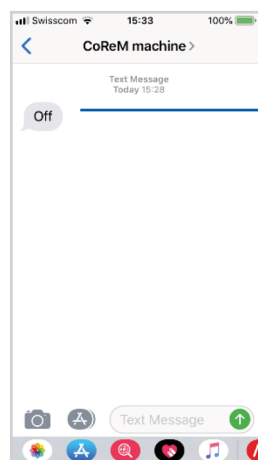 Swisscom 15:33 100%
CoReM machine >
Text Message
Today 15:28
Off
Text Message